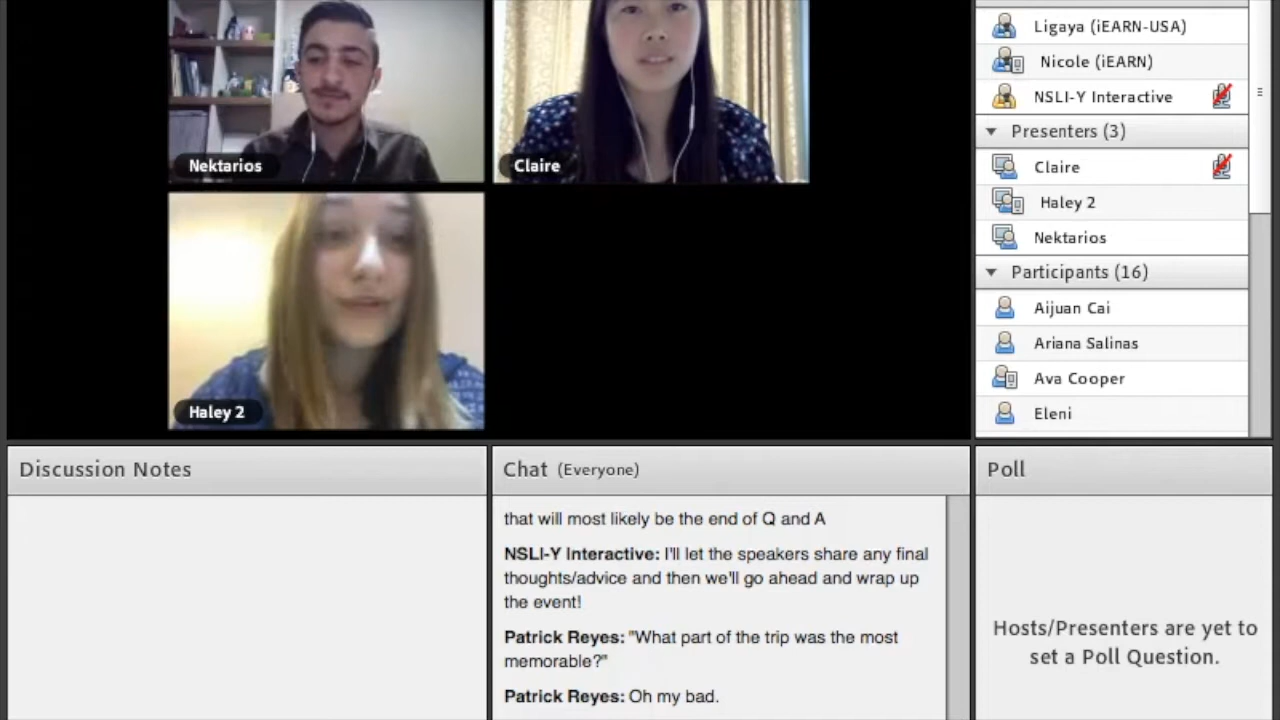 Nektarios
Claire
Haley 2
Ligaya (iEARN-USA)
Nicole (iEARN)
NSLI-Y Interactive
Presenters (3)
Claire
Haley 2
Nektarios
Participants (16)
Aijuan Cai
Ariana Salinas
Ava Cooper
Eleni
Discussion Notes
Chat (Everyone)
that will most likely be the end of Q and A
NSLI-Y Interactive: I'll let the speakers share any final
thoughts/advice and then we'll go ahead and wrap up
the event!
Patrick Reyes: "What part of the trip was the most
memorable?"
Patrick Reyes: Oh my bad.
Poll
Hosts/Presenters are yet to
set a Poll Question.